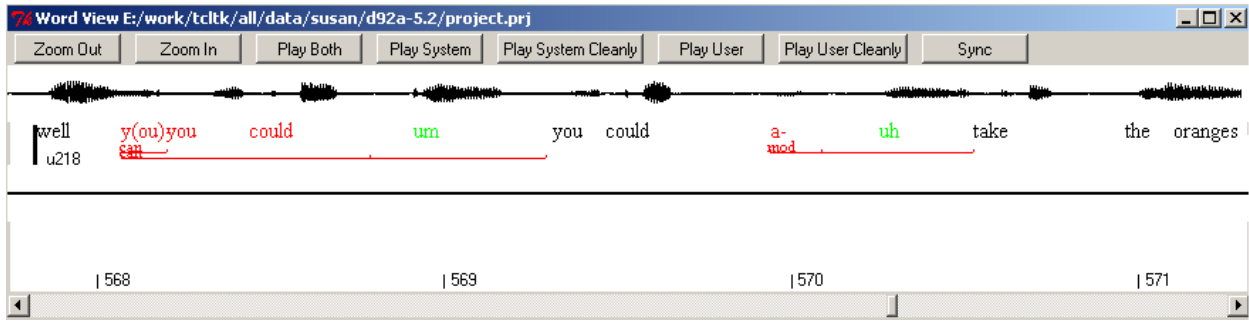 Word View E:/work/tcltk/all/data/susan/d92a-5.2/project.prj
Zoom Out Zoom In Play Both Play System Play System Cleanly Play User Play User Cleanly Sync
well y(ou)you could um you could a- uh take the oranges
can mod
can
u218
| 568 | 569 | 570 | 571